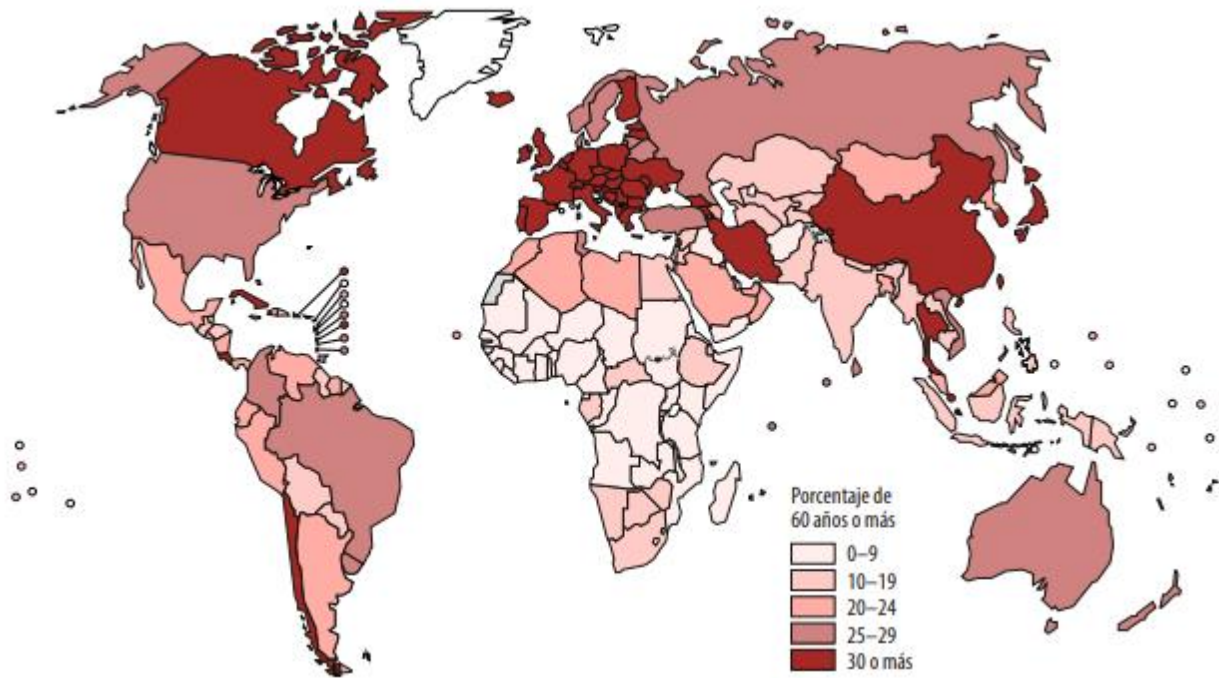 Porcentaje de
60 años o más
0–9
10–19
20–24
25–29
30 o más